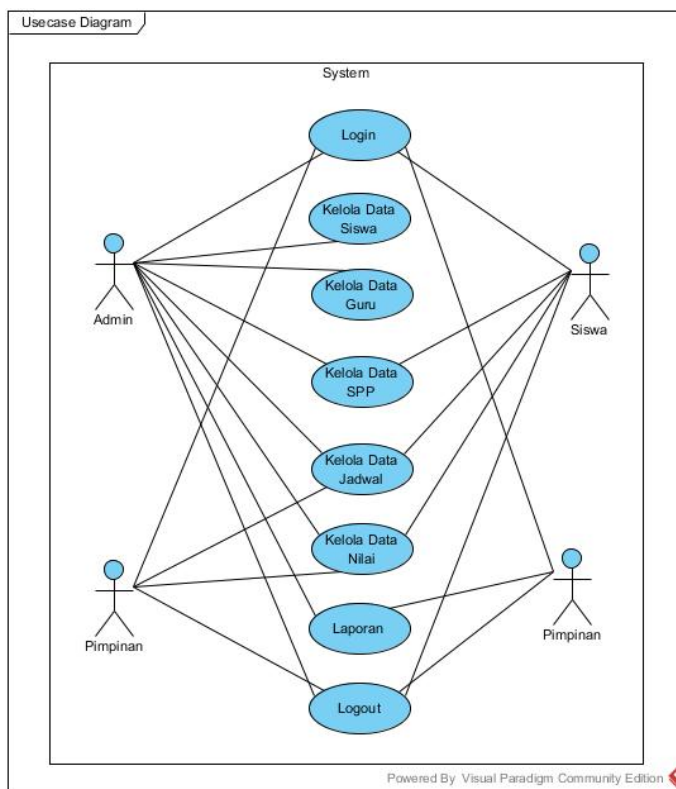 Usecase Diagram
System
Login
Kelola Data
Siswa
Kelola Data
Guru
Admin
Siswa
Kelola Data
SPP
Kelola Data
Jadwal
Kelola Data
Nilai
Pimpinan
Laporan
Pimpinan
Logout
Powered By Visual Paradigm Community Edition